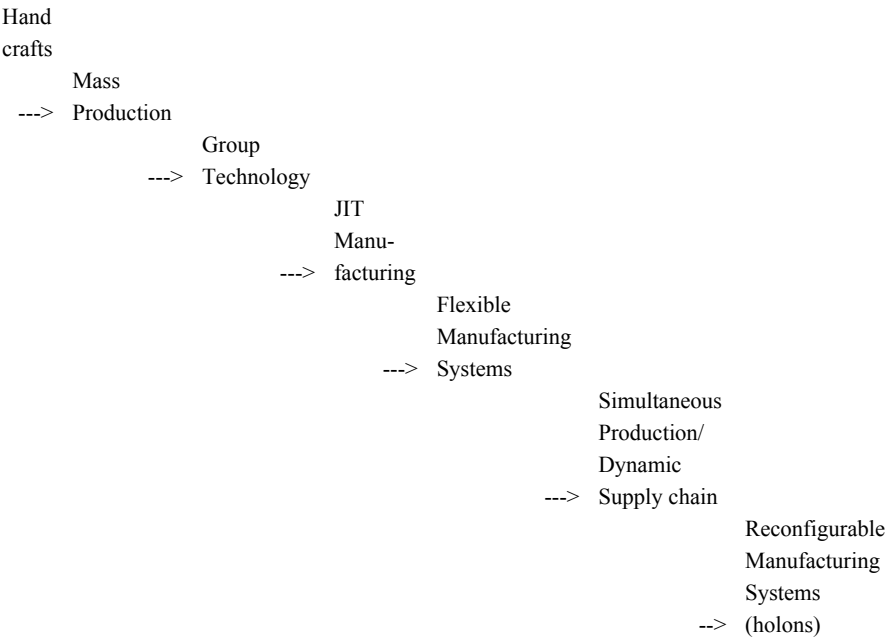 Hand
crafts
Mass
---> Production
Group
---> Technology
JIT
Manu-
---> facturing
Flexible
Manufacturing
---> Systems
Simultaneous
Production/
Dynamic
---> Supply chain
Reconfigurable
Manufacturing
Systems
--> (holons)